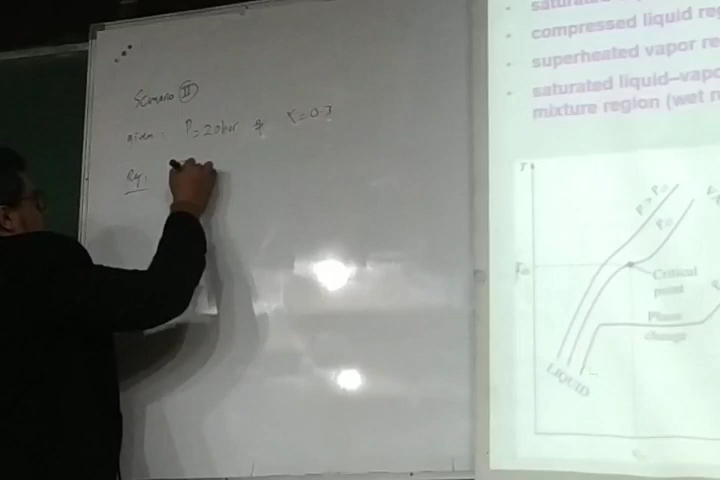 Scenario II
given: P=20bar & x=0.7
Req:
compressed liquid re
superheated vapor re
saturated liquid–vapo
mixture region (wet
T
P > P
P
Critical
point
Phase
change
LIQUID